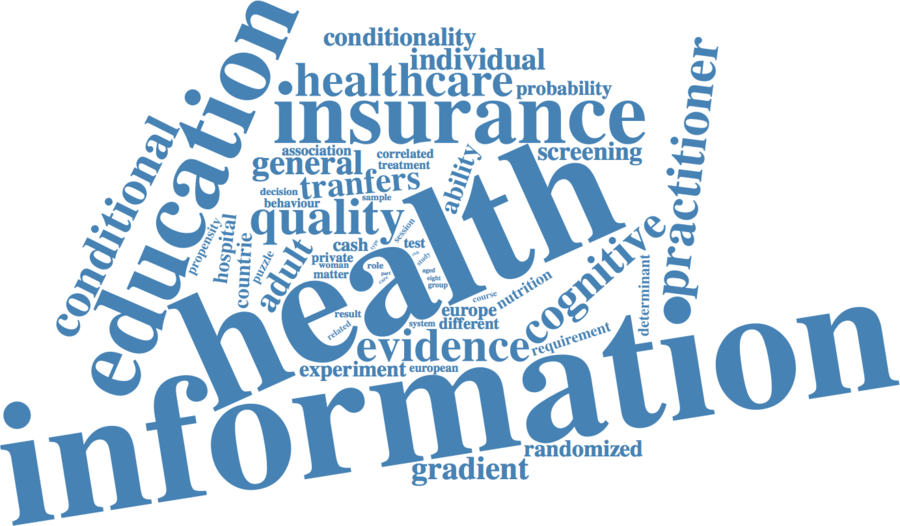 conditionality
individual
healthcare
probability
insurance
education
practitioner
conditional
association
correlated
screening
general
treatment
ability
tranfers
decision
sample
behaviour
quality
health
propensity
hospital
countrie
puzzle
adult
cash
session
test
private
woman
matter
role
study
aged
eight
group
part
care
cognitive
determinant
nutrition
course
europe
result
related
system
different
evidence
requirement
experiment
european
information
randomized
gradient